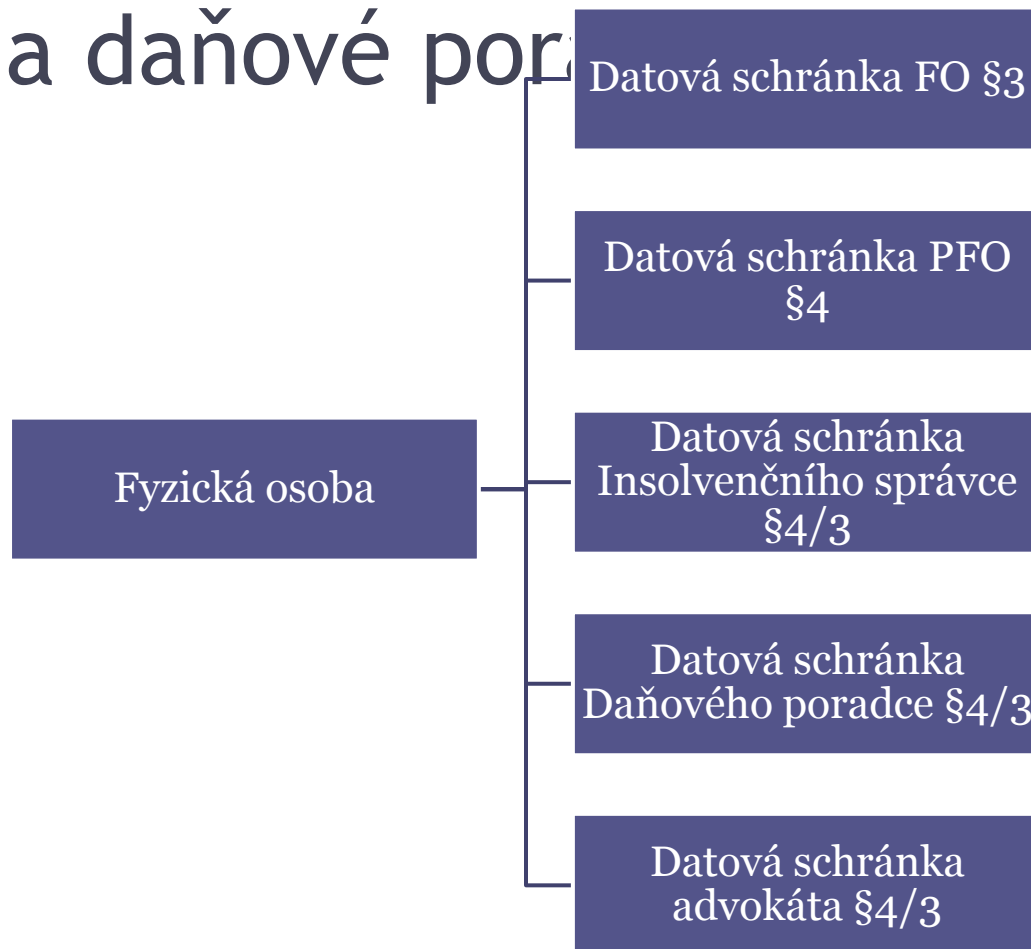 a daňové
Datová schránka FO §3
Datová schránka PFO
§4
Datová schránka
Insolvenčního správce
§4/3
Fyzická osoba
Datová schránka
Daňového poradce §4/3
Datová schránka
advokáta §4/3